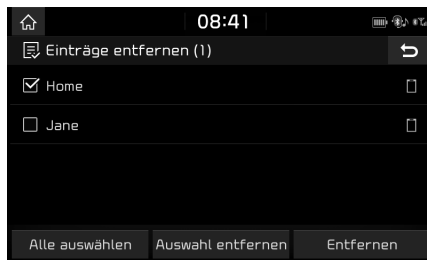 08:41
Einträge entfernen (1)
Home
Jane
Alle auswählen Auswahl entfernen Entfernen